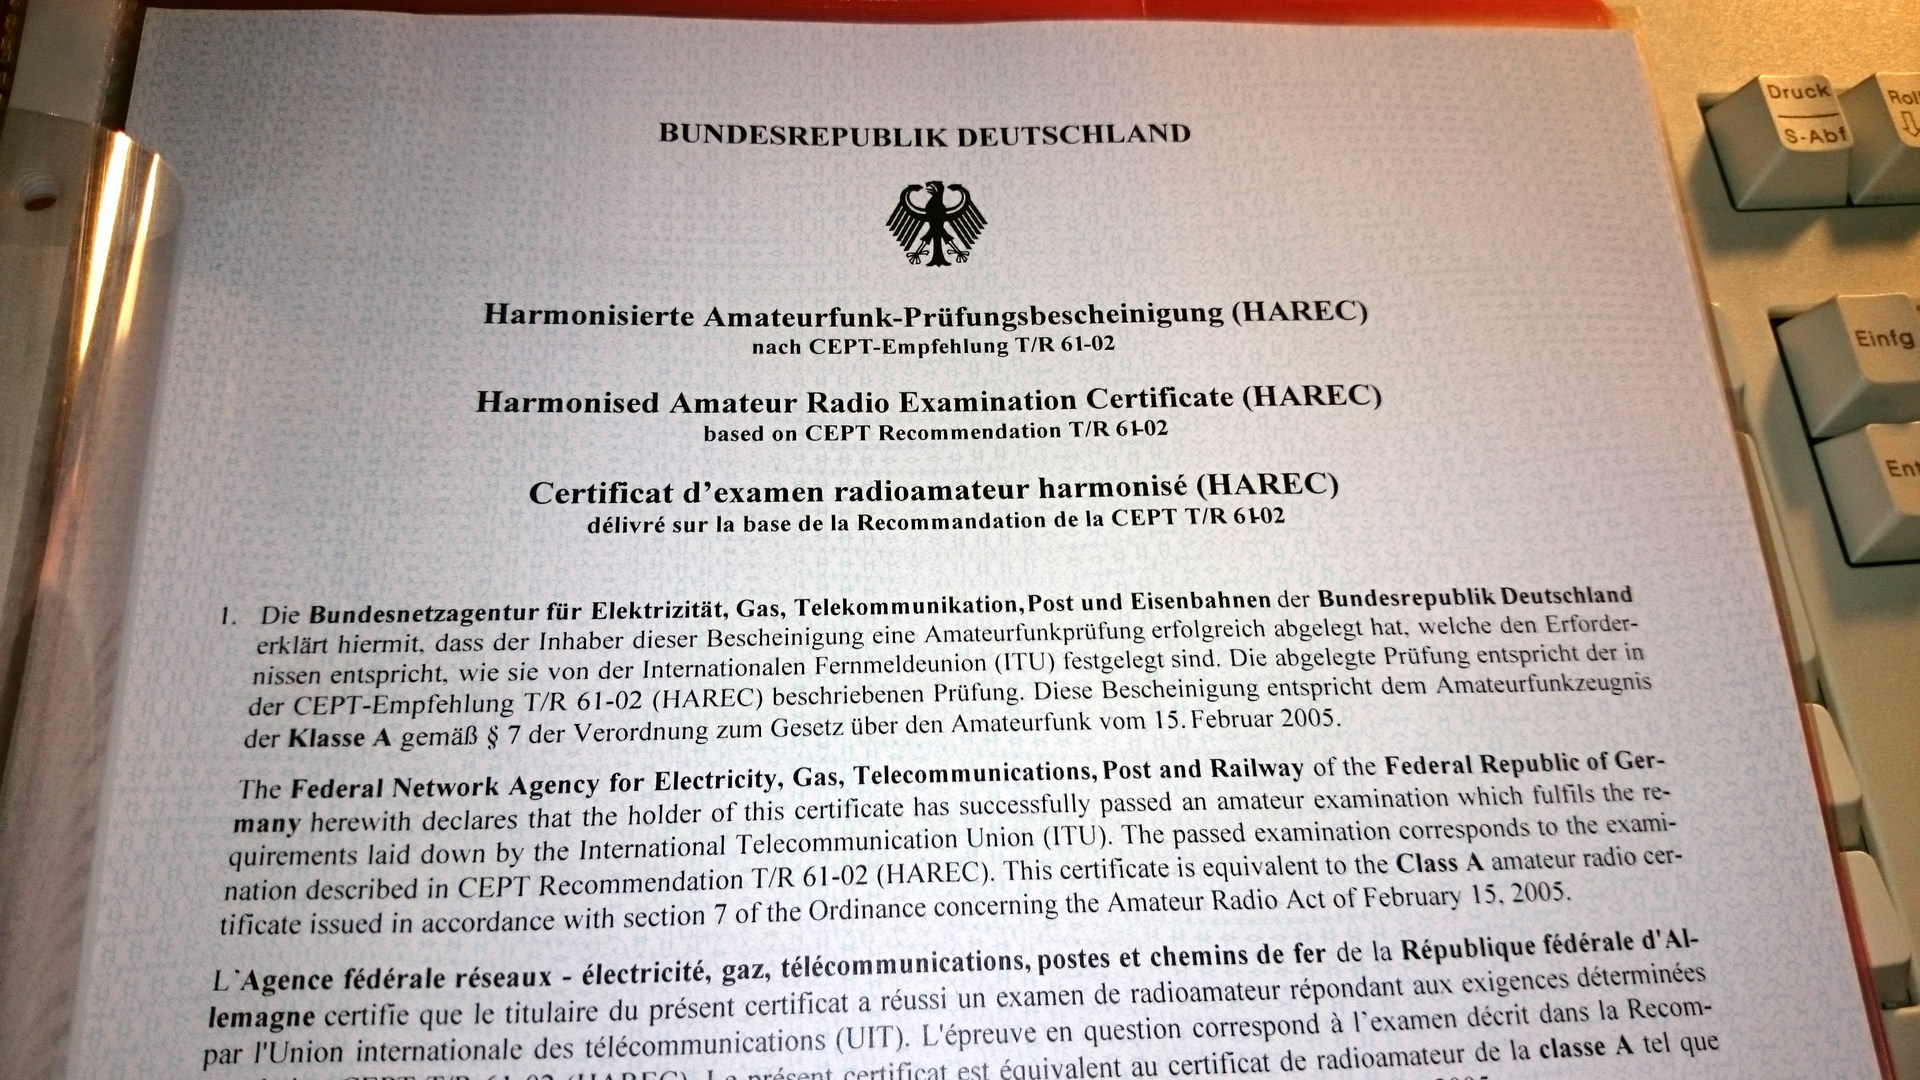 BUNDESREPUBLIK DEUTSCHLAND
Harmonisierte Amateurfunk-Prüfungsbescheinigung (HAREC)
nach CEPT-Empfehlung T/R 61-02
Harmonised Amateur Radio Examination Certificate (HAREC)
based on CEPT Recommendation T/R 61-02
Certificat d’examen radioamateur harmonisé (HAREC)
délivré sur la base de la Recommandation de la CEPT T/R 61-02
1. Die Bundesnetzagentur für Elektrizität, Gas, Telekommunikation, Post und Eisenbahnen der Bundesrepublik Deutschland
erklärt hiermit, dass der Inhaber dieser Bescheinigung eine Amateurfunkprüfung erfolgreich abgelegt hat, welche den Erforder-
nissen entspricht, wie sie von der Internationalen Fernmeldeunion (ITU) festgelegt sind. Die abgelegte Prüfung entspricht der in
der CEPT-Empfehlung T/R 61-02 (HAREC) beschriebenen Prüfung. Diese Bescheinigung entspricht dem Amateurfunkzeugnis
der Klasse A gemäß § 7 der Verordnung zum Gesetz über den Amateurfunk vom 15. Februar 2005.
The Federal Network Agency for Electricity, Gas, Telecommunications, Post and Railway of the Federal Republic of Ger-
many herewith declares that the holder of this certificate has successfully passed an amateur examination which fulfils the re-
quirements laid down by the International Telecommunication Union (ITU). The passed examination corresponds to the exami-
nation described in CEPT Recommendation T/R 61-02 (HAREC). This certificate is equivalent to the Class A amateur radio cer-
tificate issued in accordance with section 7 of the Ordinance concerning the Amateur Radio Act of February 15, 2005.
L'Agence fédérale réseaux - électricité, gaz, télécommunications, postes et chemins de fer de la République fédérale d'Al-
lemagne certifie que le titulaire du présent certificat a réussi un examen de radioamateur répondant aux exigences déterminées
par l'Union internationale des télécommunications (UIT). L'épreuve en question correspond à l'examen décrit dans la Recom-
(HAREC). Le présent certificat est équivalent au certificat de radioamateur de la classe A tel que
Druck
S-Abf
Rol
Einfg
Ent